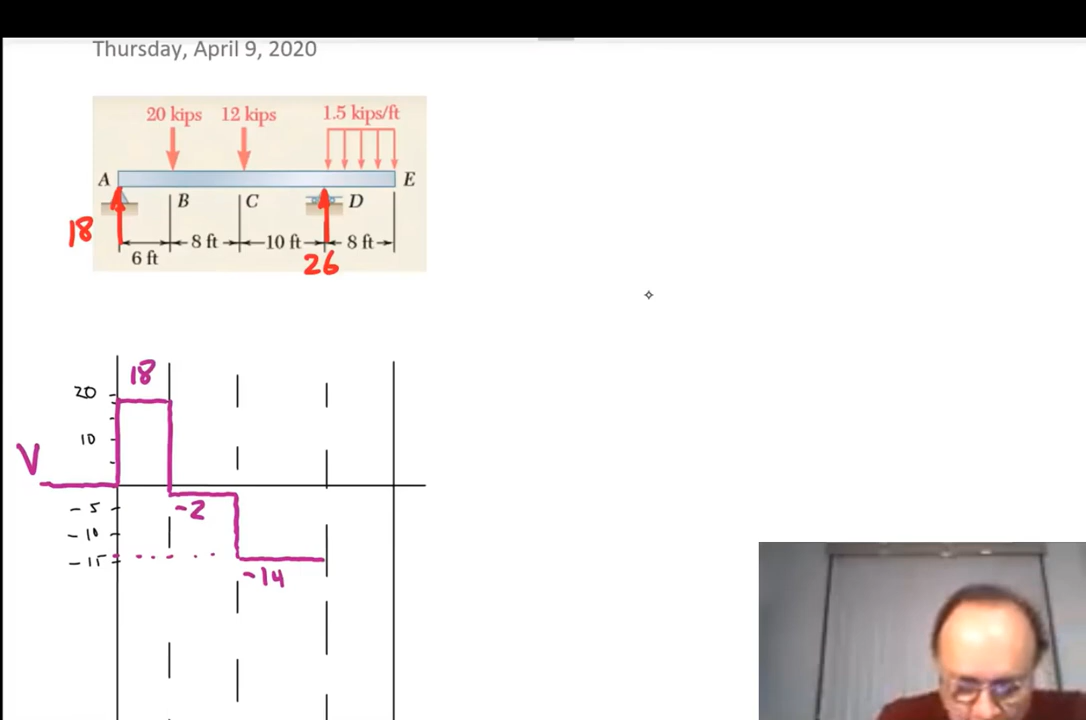 Thursday, April 9, 2020
20 kips 12 kips 1.5 kips/ft
A E
B C D
18
8 ft 10 ft 8 ft
6 ft
26
18
20
10
V
-5
-2
-10
-15
-14